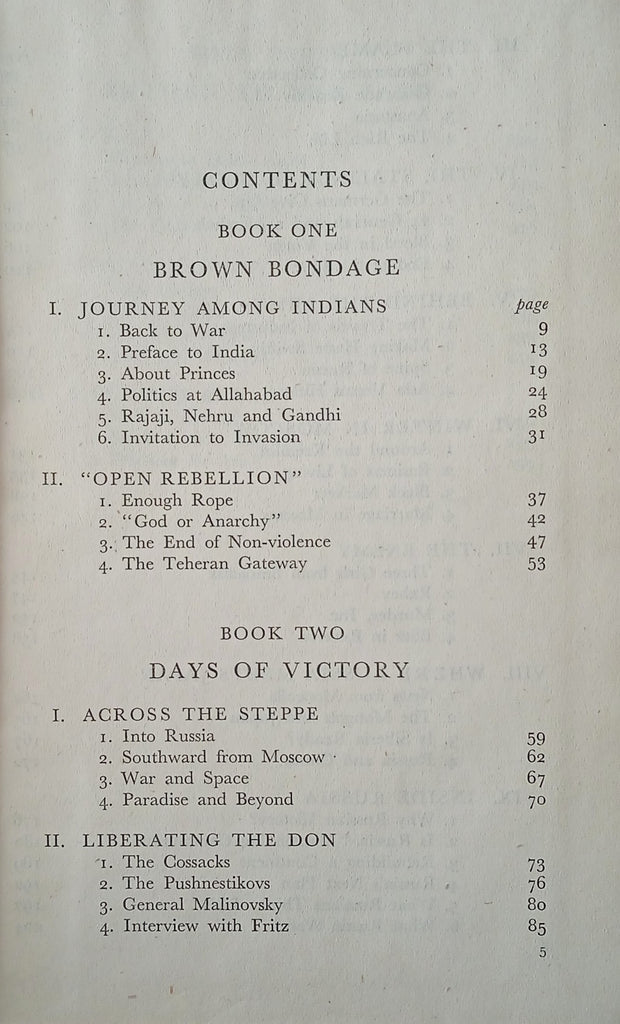 CONTENTS
BOOK ONE
BROWN BONDAGE
I. JOURNEY AMONG INDIANS page
1. Back to War 9
2. Preface to India 13
3. About Princes 19
4. Politics at Allahabad 24
5. Rajaji, Nehru and Gandhi 28
6. Invitation to Invasion 31
II. “OPEN REBELLION”
1. Enough Rope 37
2. “God or Anarchy” 42
3. The End of Non-violence 47
4. The Teheran Gateway 53
BOOK TWO
DAYS OF VICTORY
I. ACROSS THE STEPPE
1. Into Russia 59
2. Southward from Moscow 62
3. War and Space 67
4. Paradise and Beyond 70
II. LIBERATING THE DON
1. The Cossacks 73
2. The Pushnestikovs 76
3. General Malinovsky 80
4. Interview with Fritz 85
5